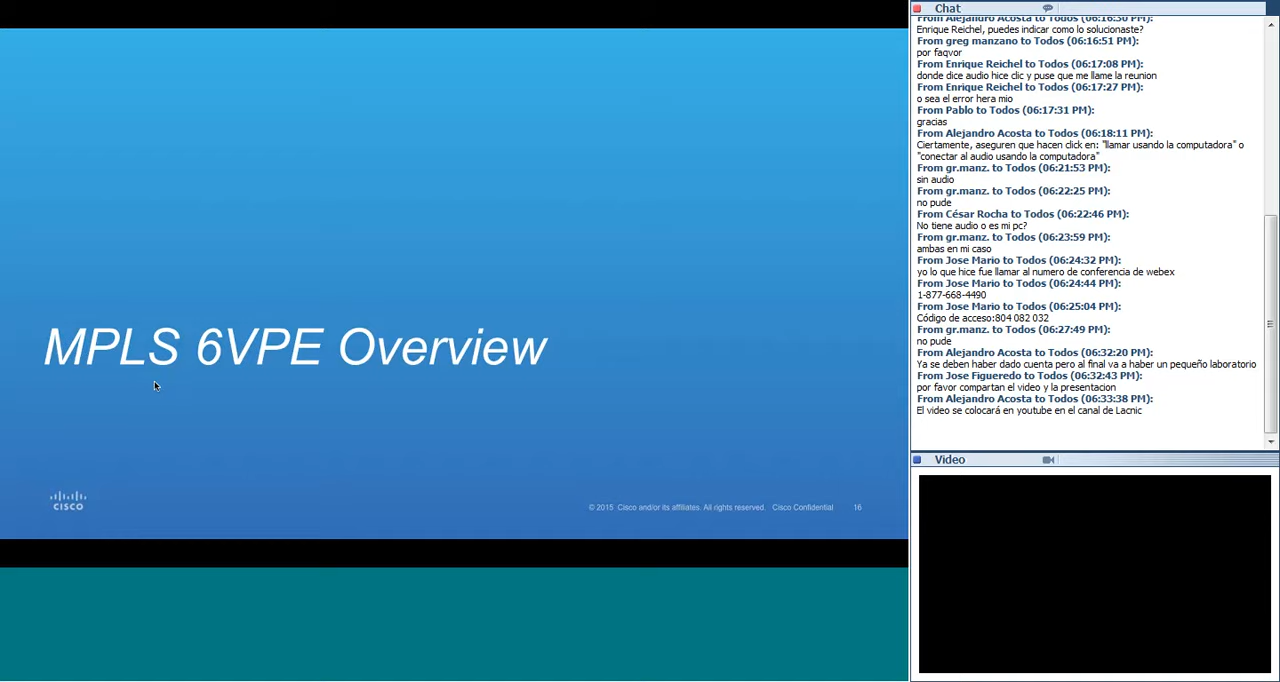 MPLS 6VPE Overview
CISCO
© 2015 Cisco and/or its affiliates. All rights reserved. Cisco Confidential 16
Chat
From Alejandro Acosta to Todos (06:16:30 PM):
Enrique Reichel, puedes indicar como lo solucionaste?
From greg manzano to Todos (06:16:51 PM):
por faqvor
From Enrique Reichel to Todos (06:17:08 PM):
donde dice audio hice clic y puse que me llame la reunion
From Enrique Reichel to Todos (06:17:27 PM):
o sea el error hera mio
From Pablo to Todos (06:17:31 PM):
gracias
From Alejandro Acosta to Todos (06:18:11 PM):
Ciertamente, aseguren que hacen click en: "llamar usando la computadora" o
"conectar al audio usando la computadora"
From gr.manz. to Todos (06:21:53 PM):
sin audio
From gr.manz. to Todos (06:22:25 PM):
no pude
From César Rocha to Todos (06:22:46 PM):
No tiene audio o es mi pc?
From gr.manz. to Todos (06:23:59 PM):
ambas en mi caso
From Jose Mario to Todos (06:24:32 PM):
yo lo que hice fue llamar al numero de conferencia de webex
From Jose Mario to Todos (06:24:44 PM):
1-877-668-4490
From Jose Mario to Todos (06:25:04 PM):
Código de acceso:804 082 032
From gr.manz. to Todos (06:27:49 PM):
no pude
From Alejandro Acosta to Todos (06:32:20 PM):
Ya se deben haber dado cuenta pero al final va a haber un pequeño laboratorio
From Jose Figueredo to Todos (06:32:43 PM):
por favor compartan el video y la presentacion
From Alejandro Acosta to Todos (06:33:38 PM):
El video se colocará en youtube en el canal de Lacnic
Video